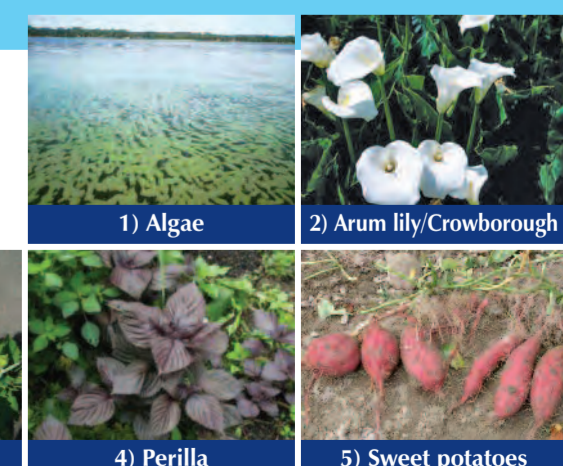 1) Algae
2) Arum lily/Crowborough
4) Perilla
5) Sweet potatoes